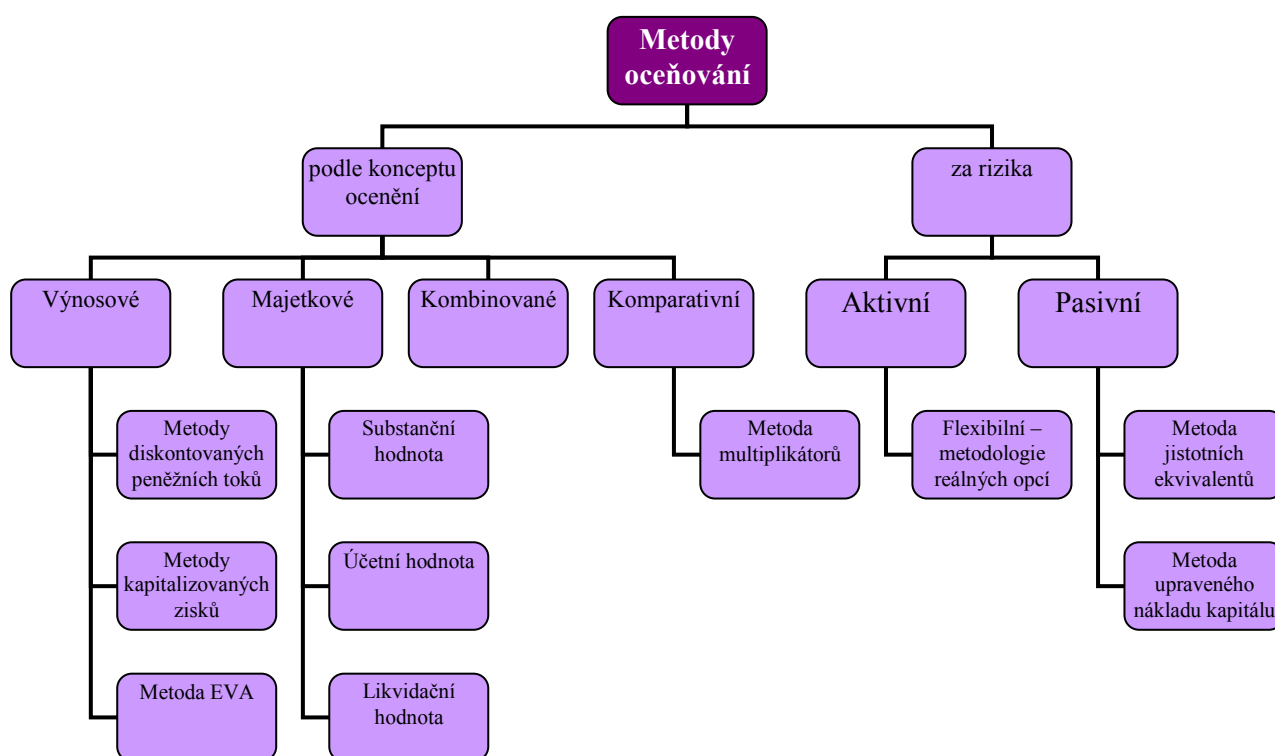 Metody
oceňování
podle konceptu
ocenění
za rizika
Výnosové
Majetkové
Kombinované
Komparativní
Aktivní
Pasivní
Metody
diskontovaných
peněžních toků
Substanční
hodnota
Metoda
multiplikátorů
Flexibilní –
metodologie
reálných opcí
Metoda
jistotních
ekvivalentů
Metody
kapitalizovaných
zisků
Účetní hodnota
Metoda
upraveného
nákladu kapitálu
Metoda EVA
Likvidační
hodnota